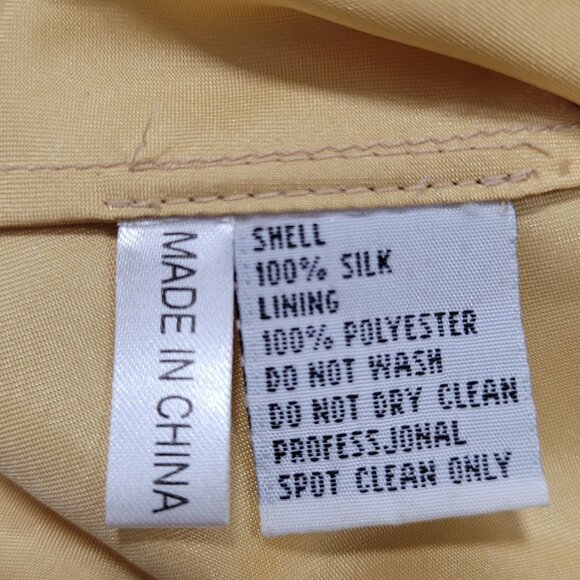 MADE IN CHINA
SHELL
100% SILK
LINING
100% POLYESTER
DO NOT WASH
DO NOT DRY CLEAN
PROFESSJONAL
SPOT CLEAN ONLY